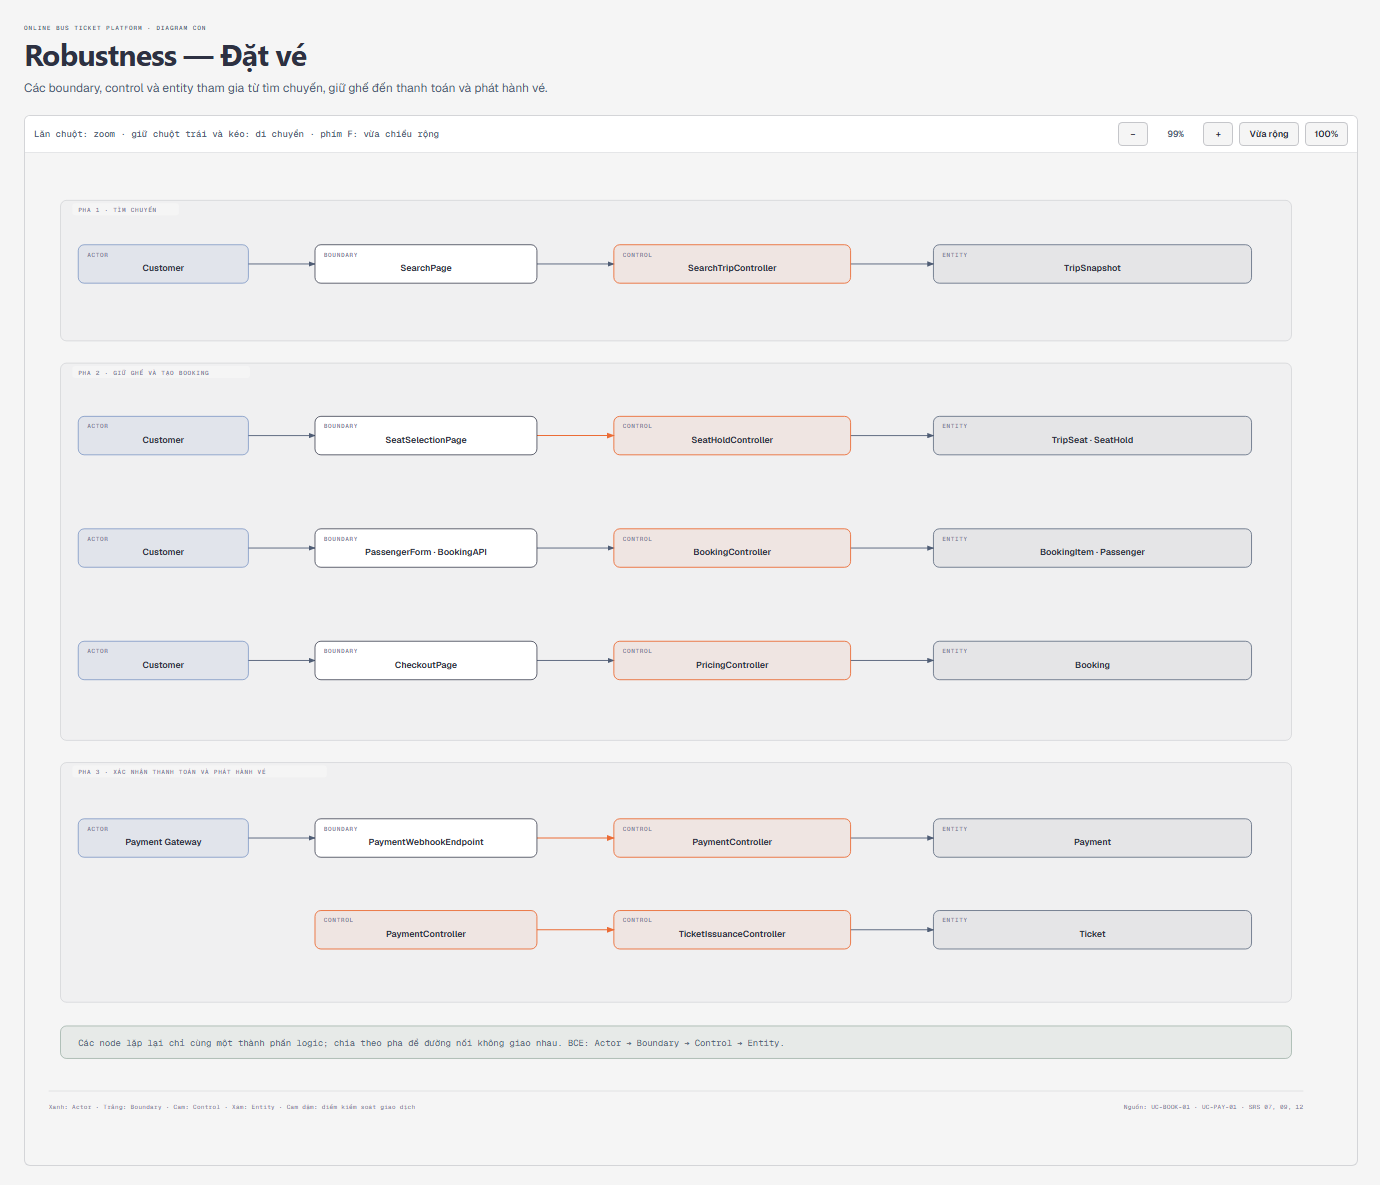 ONLINE BUS TICKET PLATFORM · DIAGRAM CON
Robustness — Đặt vé
Các boundary, control và entity tham gia từ tìm chuyến, giữ ghế đến thanh toán và phát hành vé.
Lăn chuột: zoom · giữ chuột trái và kéo: di chuyển · phím F: vừa chiều rộng
−
99%
+
Vừa rộng
100%
PHA 1 · TÌM CHUYẾN
ACTOR
Customer
BOUNDARY
SearchPage
CONTROL
SearchTripController
ENTITY
TripSnapshot
PHA 2 · GIỮ GHẾ VÀ TẠO BOOKING
ACTOR
Customer
BOUNDARY
SeatSelectionPage
CONTROL
SeatHoldController
ENTITY
TripSeat · SeatHold
ACTOR
Customer
BOUNDARY
PassengerForm · BookingAPI
CONTROL
BookingController
ENTITY
BookingItem · Passenger
ACTOR
Customer
BOUNDARY
CheckoutPage
CONTROL
PricingController
ENTITY
Booking
PHA 3 · XÁC NHẬN THANH TOÁN VÀ PHÁT HÀNH VÉ
ACTOR
Payment Gateway
BOUNDARY
PaymentWebhookEndpoint
CONTROL
PaymentController
ENTITY
Payment
CONTROL
PaymentController
CONTROL
TicketIssuanceController
ENTITY
Ticket
Các node lặp lại chỉ cùng một thành phần logic; chia theo pha để đường nối không giao nhau. BCE: Actor → Boundary → Control → Entity.
Xanh: Actor · Trắng: Boundary · Cam: Control · Xám: Entity · Cam đậm: điểm kiểm soát giao dịch
Nguồn: UC-BOOK-01 · UC-PAY-01 · SRS 07, 09, 12